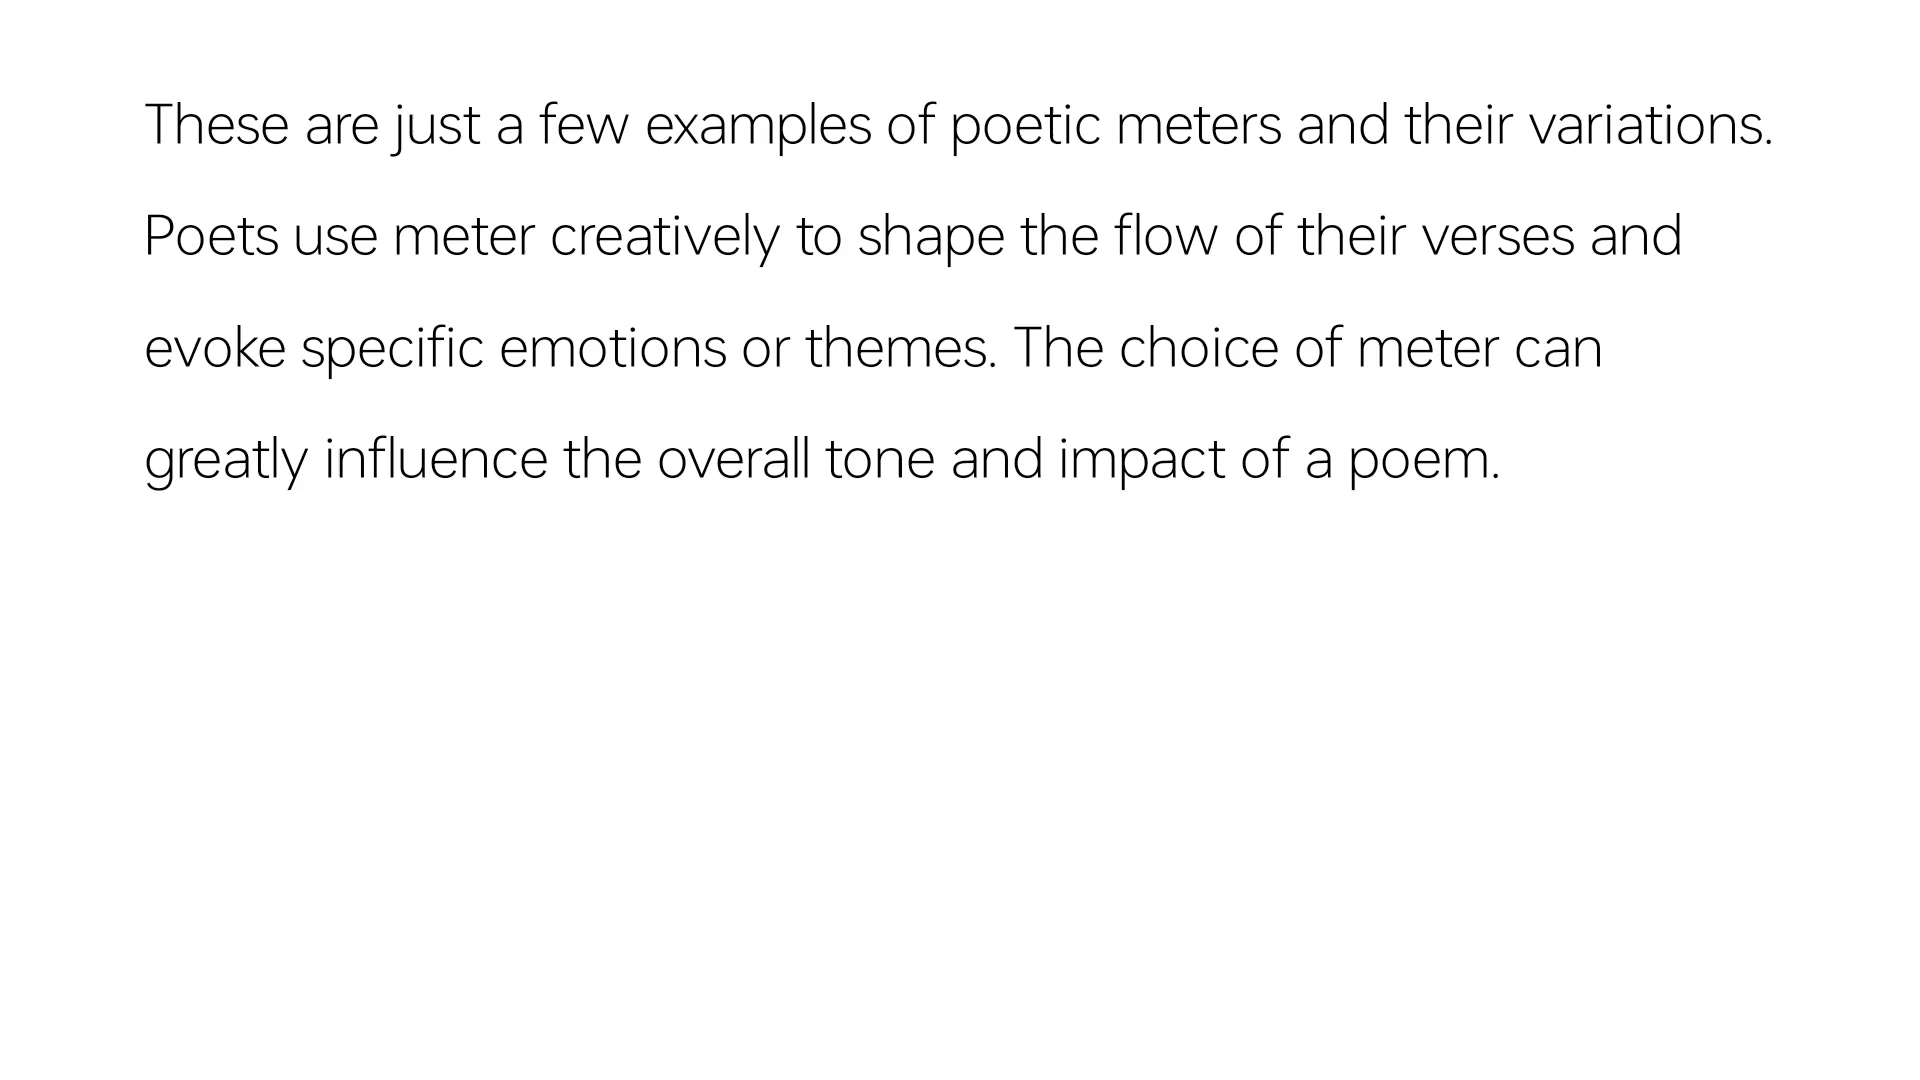 These are just a few examples of poetic meters and their variations.
Poets use meter creatively to shape the flow of their verses and
evoke specific emotions or themes. The choice of meter can
greatly influence the overall tone and impact of a poem.